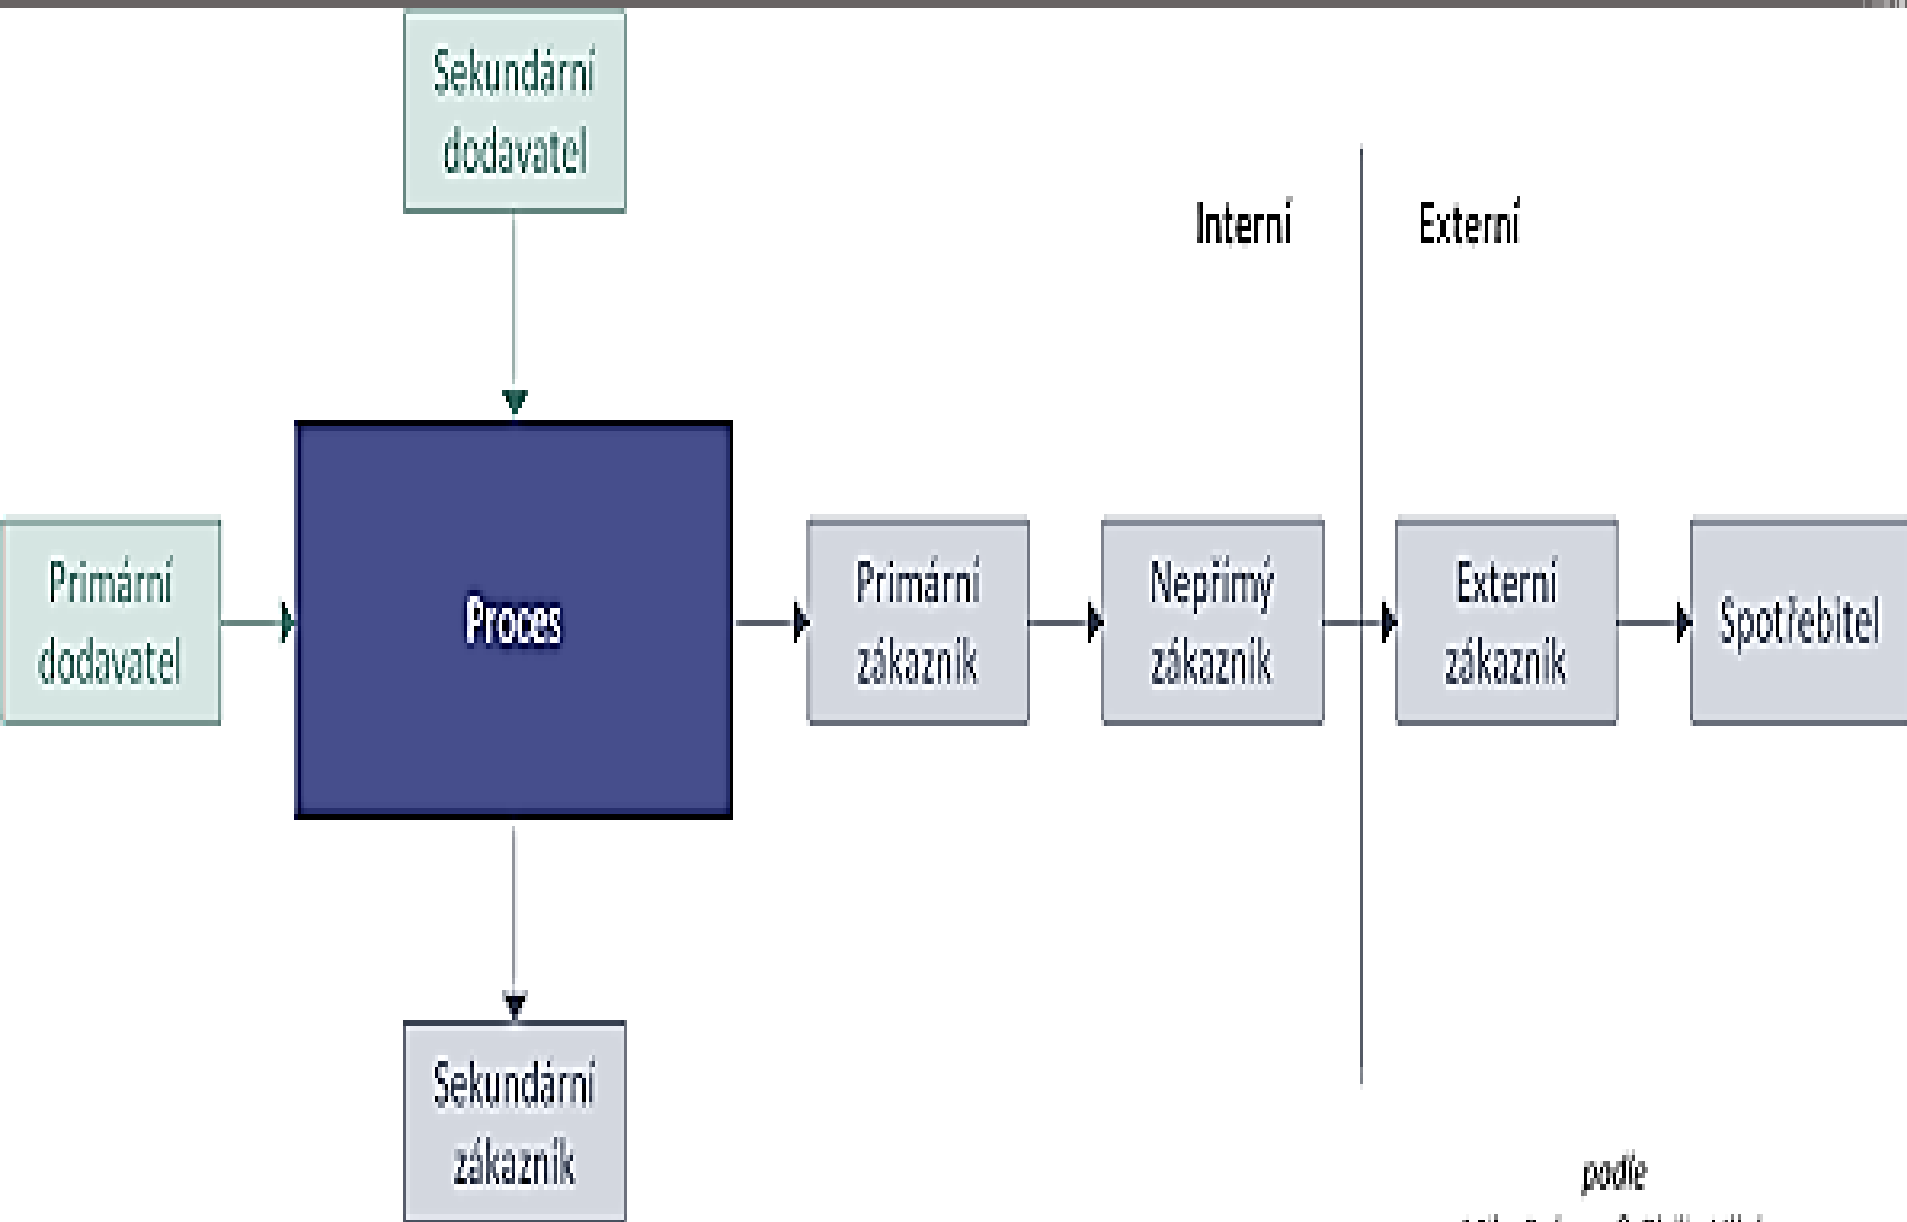 Sekundární
dodavatel
Interní
Externí
Primární
dodavatel
Proces
Primární
zákazník
Nepřímý
zákazník
Externí
zákazník
Spotřebitel
Sekundární
zákazník
podle